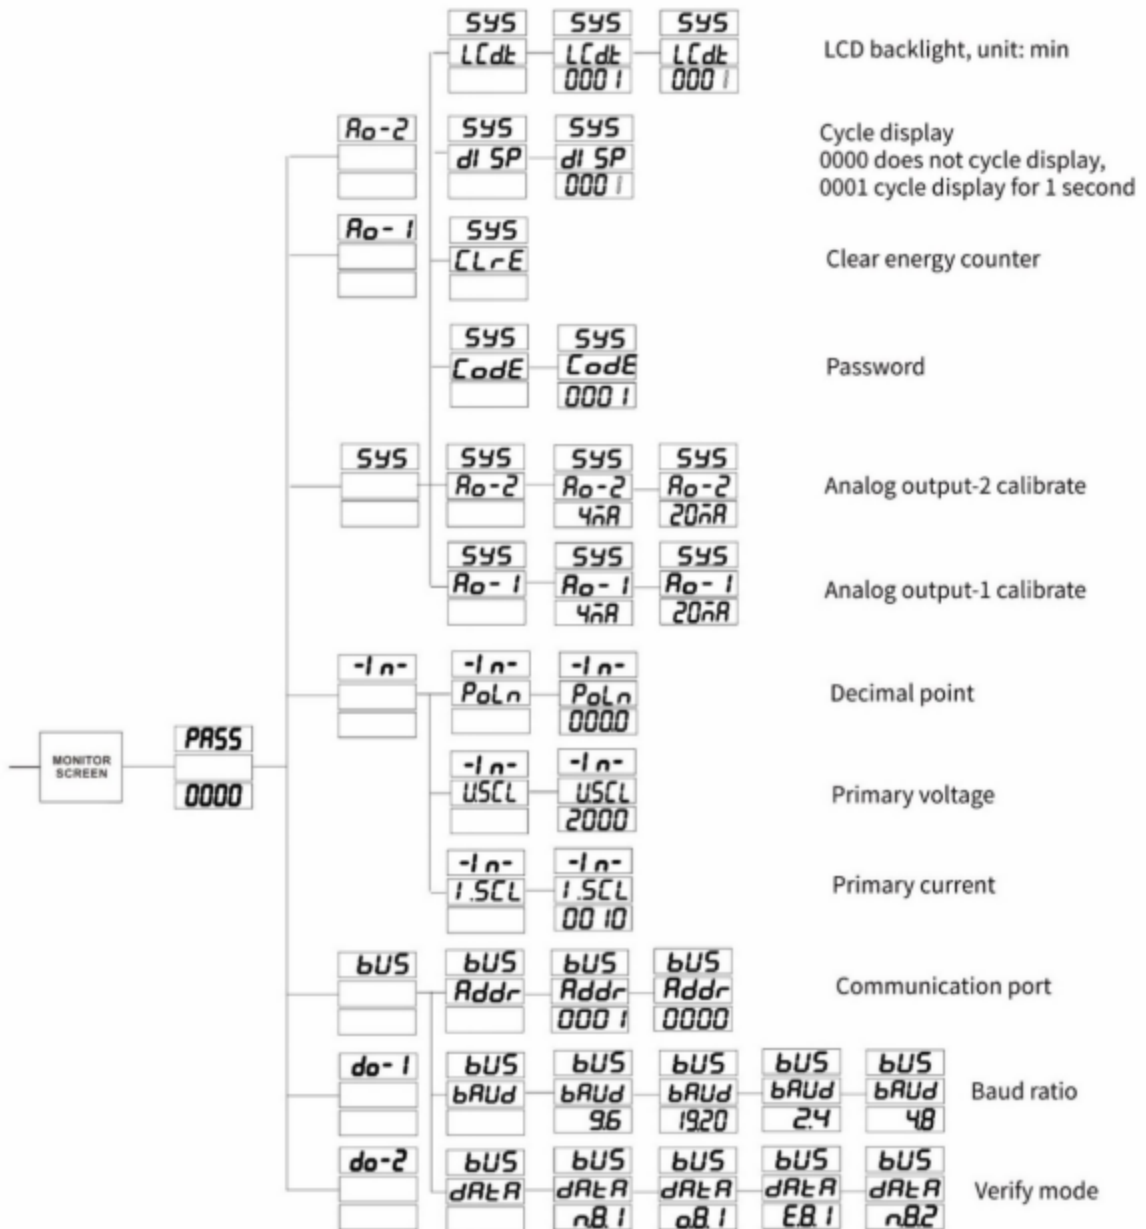 SYS SYS SYS
LCd.t LCd.t LCd.t LCD backlight, unit: min
0001 0001
Ao-2 SYS SYS Cycle display
dISP dISP 0000 does not cycle display,
0001 0001 cycle display for 1 second
Ao-1 SYS
CLrE Clear energy counter
SYS SYS
CodE CodE Password
0001
SYS SYS SYS SYS
Ao-2 Ao-2 Ao-2 Analog output-2 calibrate
4mA 20mA
SYS SYS SYS
Ao-1 Ao-1 Ao-1 Analog output-1 calibrate
4mA 20mA
-In- -In- -In-
PoLn PoLn Decimal point
000.0
MONITOR
SCREEN
PASS
0000
-In- -In-
U.SCL U.SCL Primary voltage
2000
-In- -In-
I.SCL I.SCL Primary current
0010
bUS bUS bUS bUS
Addr Addr Addr Communication port
0001 0000
do-1 bUS bUS bUS bUS bUS
bAUd bAUd bAUd bAUd bAUd Baud ratio
9.6 19.20 2.4 4.8
do-2 bUS bUS bUS bUS bUS
dAtA dAtA dAtA dAtA dAtA Verify mode
n.8.1 o.8.1 E.8.1 n.8.2